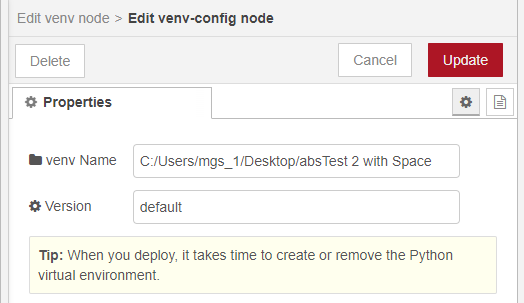 Edit venv node > Edit venv-config node
Delete
Cancel
Update
Properties
venv Name
C:/Users/mgs_1/Desktop/absTest 2 with Space
Version
default
Tip: When you deploy, it takes time to create or remove the Python
virtual environment.